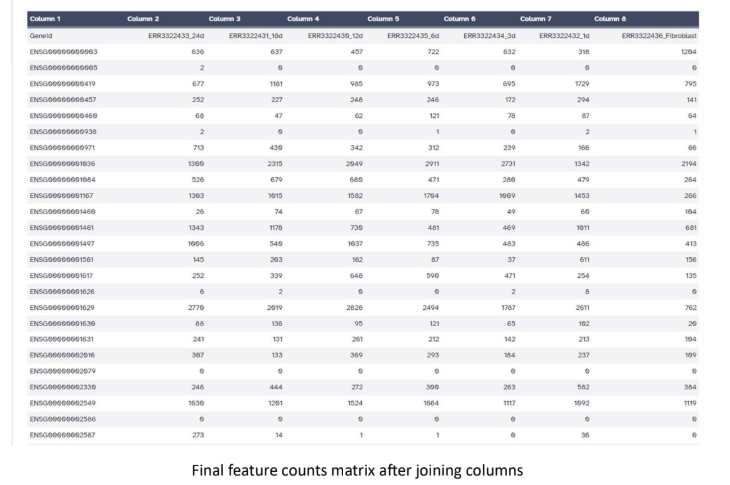 Column 1 Column 2 Column 3 Column 4 Column 5 Column 6 Column 7 Column 8
GeneId ERR3322433_24d ERR3322431_18d ERR3322430_12d ERR3322435_6d ERR3322434_3d ERR3322432_1d ERR3322436_Fibroblast
ENSG00000000003 636 637 457 722 632 318 1204
ENSG00000000005 2 0 0 0 0 0 0
ENSG00000000419 677 1181 985 973 695 1729 795
ENSG00000000457 252 227 248 246 172 294 141
ENSG00000000460 68 47 62 121 78 87 64
ENSG00000000938 2 0 0 1 0 2 1
ENSG00000000971 713 430 342 312 239 166 66
ENSG00000001036 1300 2315 2049 2911 2731 1342 2194
ENSG00000001084 526 679 680 471 280 479 264
ENSG00000001167 1303 1015 1582 1704 1009 1453 266
ENSG00000001460 26 74 67 78 49 60 104
ENSG00000001461 1343 1178 730 481 469 1011 681
ENSG00000001497 1006 540 1037 735 483 486 413
ENSG00000001561 145 203 162 87 37 611 156
ENSG00000001617 252 339 648 590 471 254 135
ENSG00000001626 6 2 0 0 2 8 0
ENSG00000001629 2770 2019 2828 2494 1787 2611 762
ENSG00000001630 88 136 95 121 65 102 20
ENSG00000001631 241 131 261 212 142 213 104
ENSG00000002016 307 133 369 293 184 237 109
ENSG00000002079 0 0 0 0 0 0 0
ENSG00000002330 246 444 272 300 263 582 384
ENSG00000002549 1630 1201 1524 1664 1117 1092 1119
ENSG00000002586 0 0 0 0 0 0 0
ENSG00000002587 273 14 1 1 0 36 0
Final feature counts matrix after joining columns